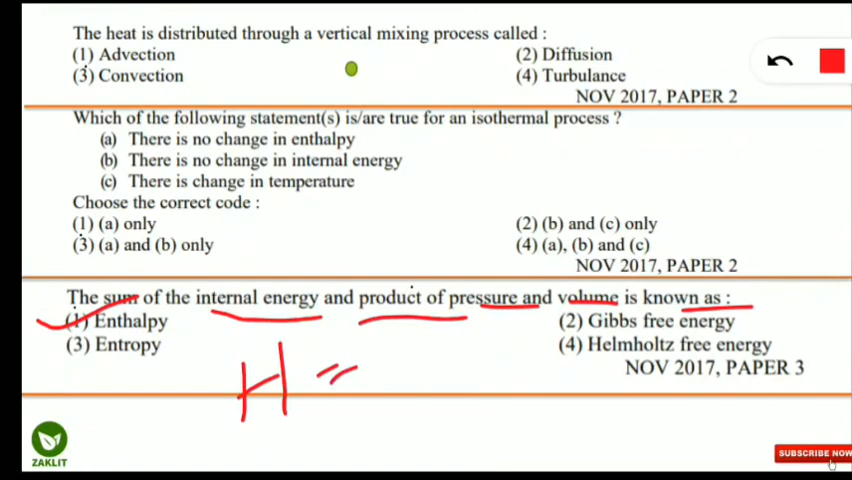 The heat is distributed through a vertical mixing process called :
(1) Advection (2) Diffusion
(3) Convection (4) Turbulance
NOV 2017, PAPER 2
Which of the following statement(s) is/are true for an isothermal process ?
(a) There is no change in enthalpy
(b) There is no change in internal energy
(c) There is change in temperature
Choose the correct code :
(1) (a) only (2) (b) and (c) only
(3) (a) and (b) only (4) (a), (b) and (c)
NOV 2017, PAPER 2
The sum of the internal energy and product of pressure and volume is known as :
(1) Enthalpy (2) Gibbs free energy
(3) Entropy (4) Helmholtz free energy
NOV 2017, PAPER 3
H =
ZAKLIT
SUBSCRIBE NOW